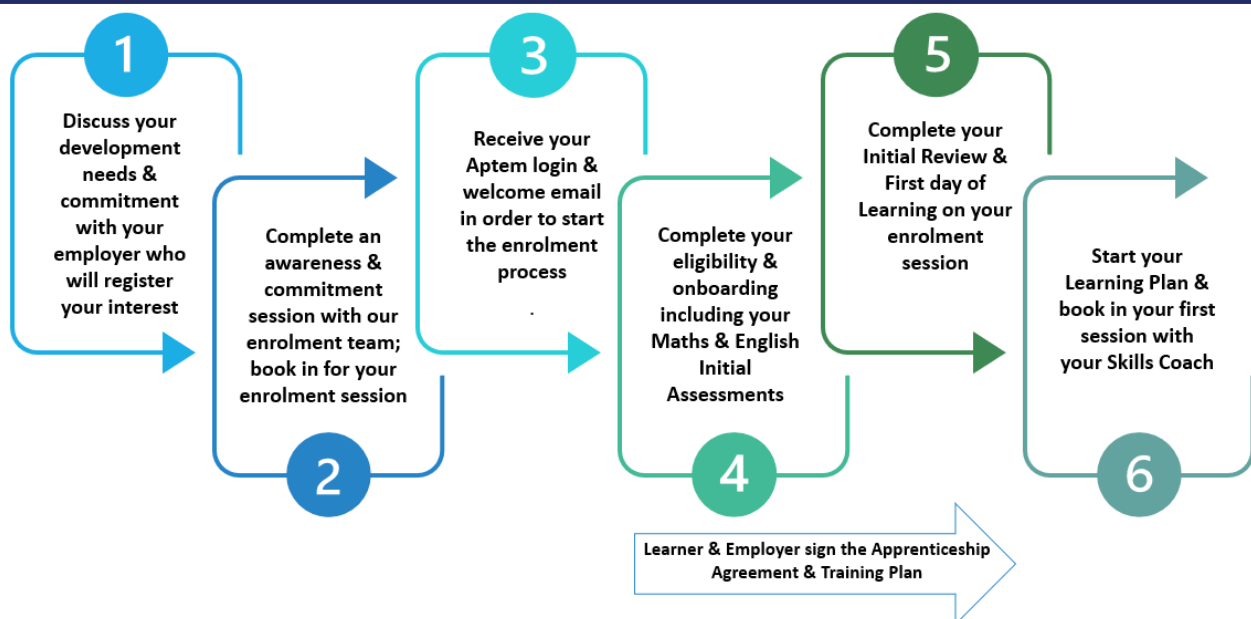 1
Discuss your
development
needs &
commitment
with your
employer who
will register
your interest
2
Complete an
awareness &
commitment
session with our
enrolment team;
book in for your
enrolment session
3
Receive your
Aptem login &
welcome email
in order to start
the enrolment
process
.
4
Complete your
eligibility &
onboarding
including your
Maths & English
Initial
Assessments
5
Complete your
Initial Review &
First day of
Learning on your
enrolment
session
6
Start your
Learning Plan &
book in your first
session with
your Skills Coach
Learner & Employer sign the Apprenticeship
Agreement & Training Plan